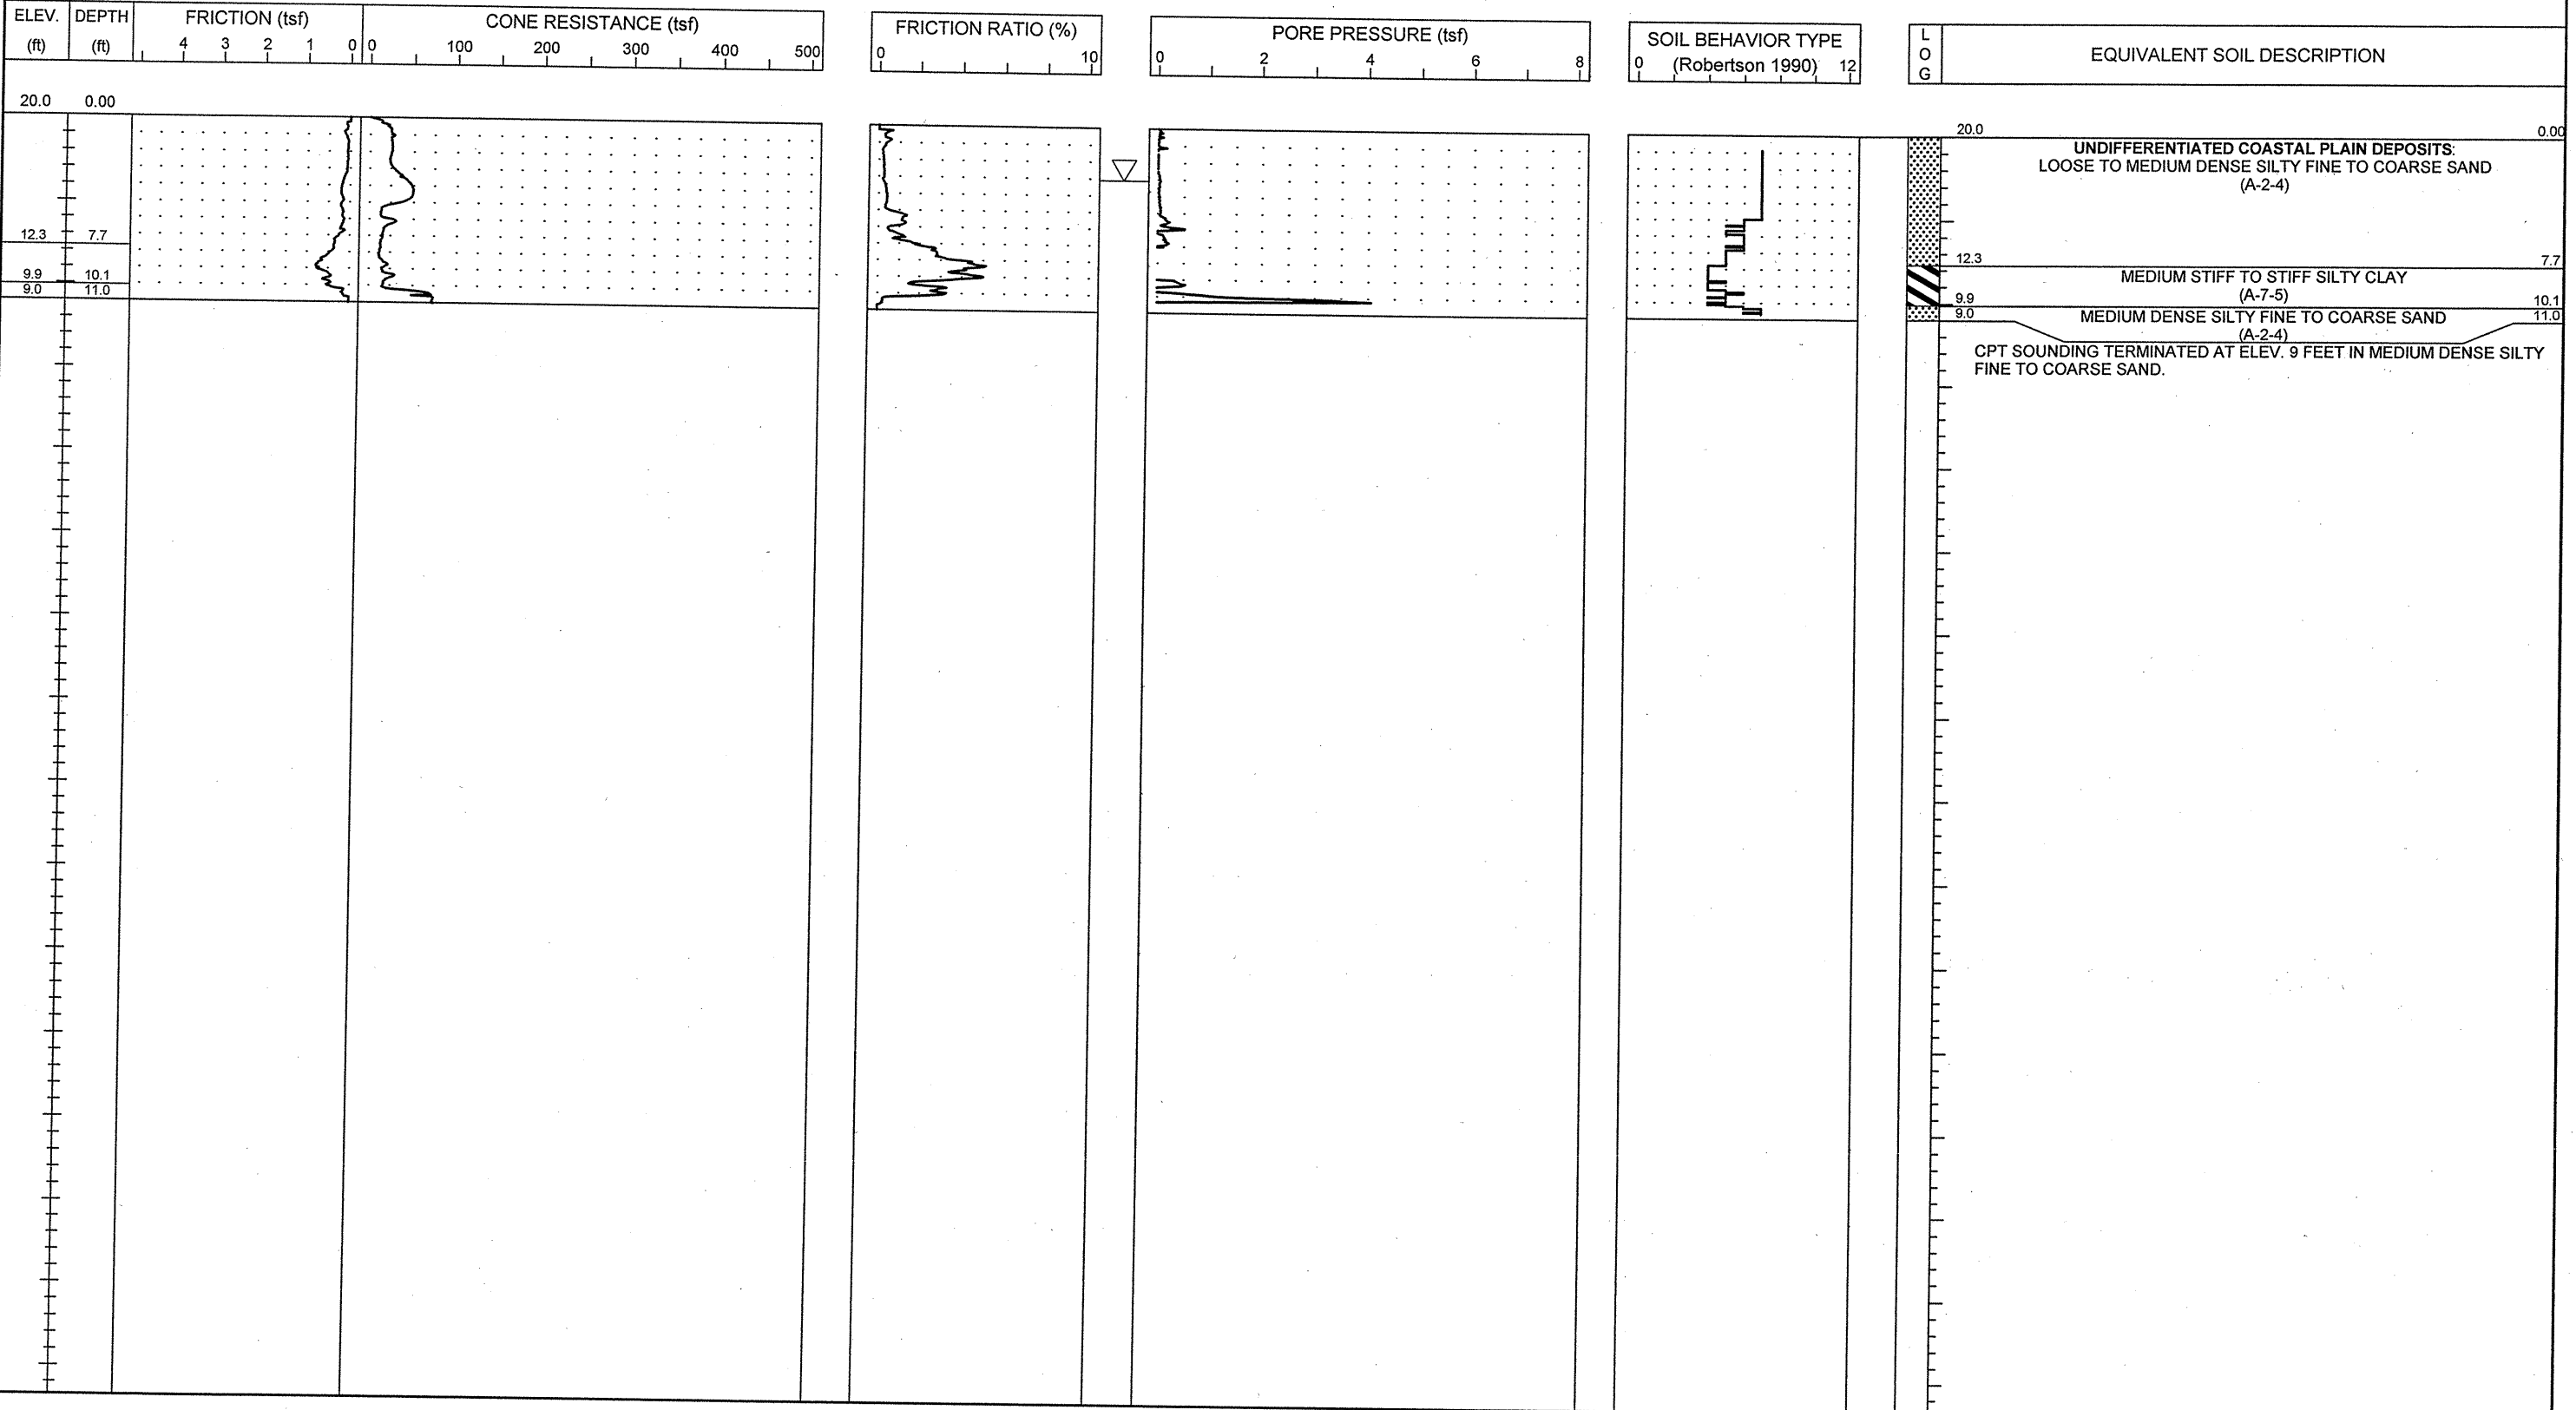 ELEV. DEPTH FRICTION (tsf) CONE RESISTANCE (tsf) FRICTION RATIO (%) PORE PRESSURE (tsf) SOIL BEHAVIOR TYPE L
(ft) (ft) 4 3 2 1 0 0 100 200 300 400 500 0 10 0 2 4 6 8 0 (Robertson 1990) 12 O EQUIVALENT SOIL DESCRIPTION
G
20.0 0.00
20.0 0.00
UNDIFFERENTIATED COASTAL PLAIN DEPOSITS:
LOOSE TO MEDIUM DENSE SILTY FINE TO COARSE SAND
(A-2-4)
12.3 7.7
12.3 7.7
MEDIUM STIFF TO STIFF SILTY CLAY
(A-7-5)
9.9 10.1
9.9 10.1
9.0 11.0
9.0 MEDIUM DENSE SILTY FINE TO COARSE SAND 11.0
(A-2-4)
CPT SOUNDING TERMINATED AT ELEV. 9 FEET IN MEDIUM DENSE SILTY
FINE TO COARSE SAND.